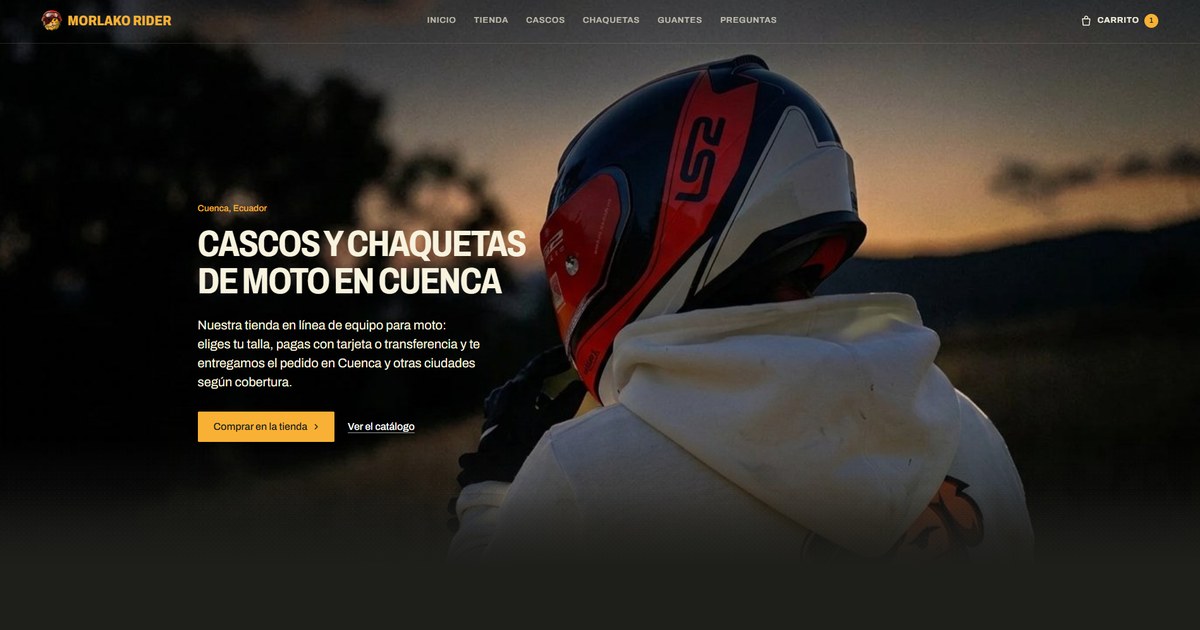 MORLAKO RIDER
INICIO TIENDA CASCOS CHAQUETAS GUANTES PREGUNTAS
CARRITO 1
Cuenca, Ecuador
CASCOS Y CHAQUETAS
DE MOTO EN CUENCA
Nuestra tienda en línea de equipo para moto:
eliges tu talla, pagas con tarjeta o transferencia y te
entregamos el pedido en Cuenca y otras ciudades
según cobertura.
Comprar en la tienda
Ver el catálogo
LS2